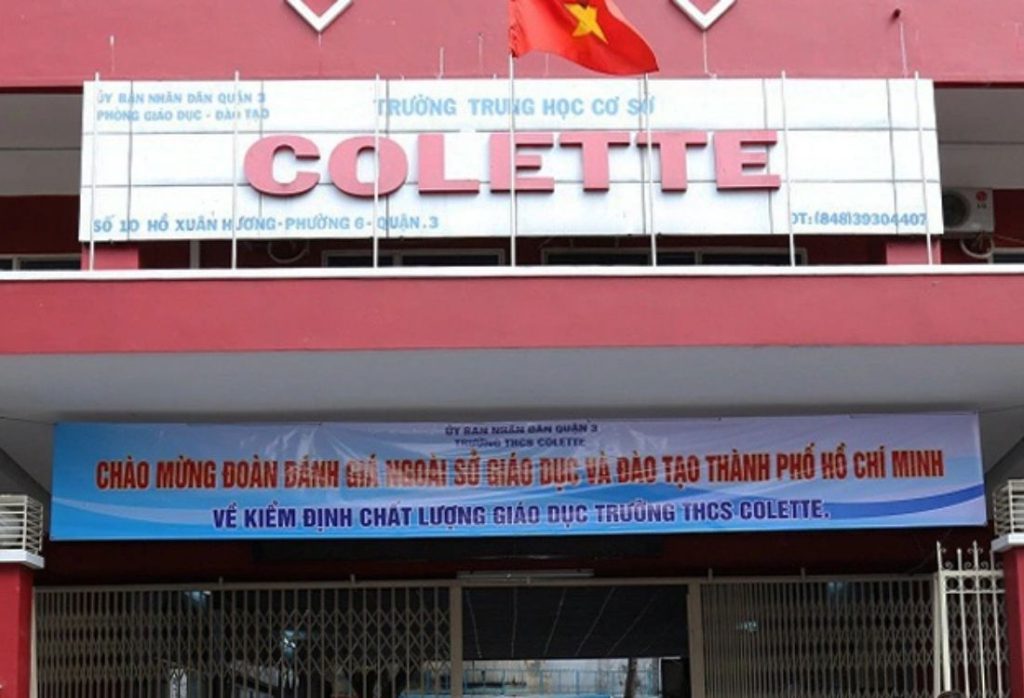 ỦY BAN NHÂN DÂN QUẬN 3
PHÒNG GIÁO DỤC - ĐÀO TẠO
TRƯỜNG TRUNG HỌC CƠ SỞ
COLETTE
SỐ 10 HỒ XUÂN HƯƠNG-PHƯỜNG 6-QUẬN.3
ĐT:(848)39304407
ỦY BAN NHÂN DÂN QUẬN 3
TRƯỜNG THCS COLETTE
CHÀO MỪNG ĐOÀN ĐÁNH GIÁ NGOÀI SỞ GIÁO DỤC VÀ ĐÀO TẠO THÀNH PHỐ HỒ CHÍ MINH
VỀ KIỂM ĐỊNH CHẤT LƯỢNG GIÁO DỤC TRƯỜNG THCS COLETTE.